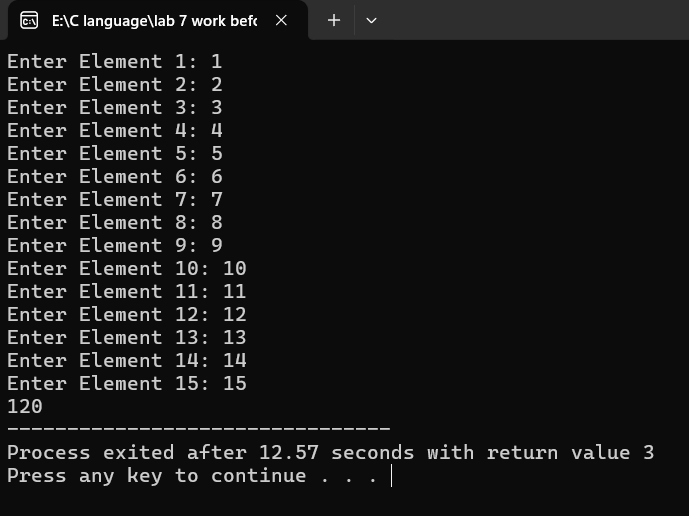 E:\C language\lab 7 work befo
Enter Element 1: 1
Enter Element 2: 2
Enter Element 3: 3
Enter Element 4: 4
Enter Element 5: 5
Enter Element 6: 6
Enter Element 7: 7
Enter Element 8: 8
Enter Element 9: 9
Enter Element 10: 10
Enter Element 11: 11
Enter Element 12: 12
Enter Element 13: 13
Enter Element 14: 14
Enter Element 15: 15
120
--------------------------------
Process exited after 12.57 seconds with return value 3
Press any key to continue . . .